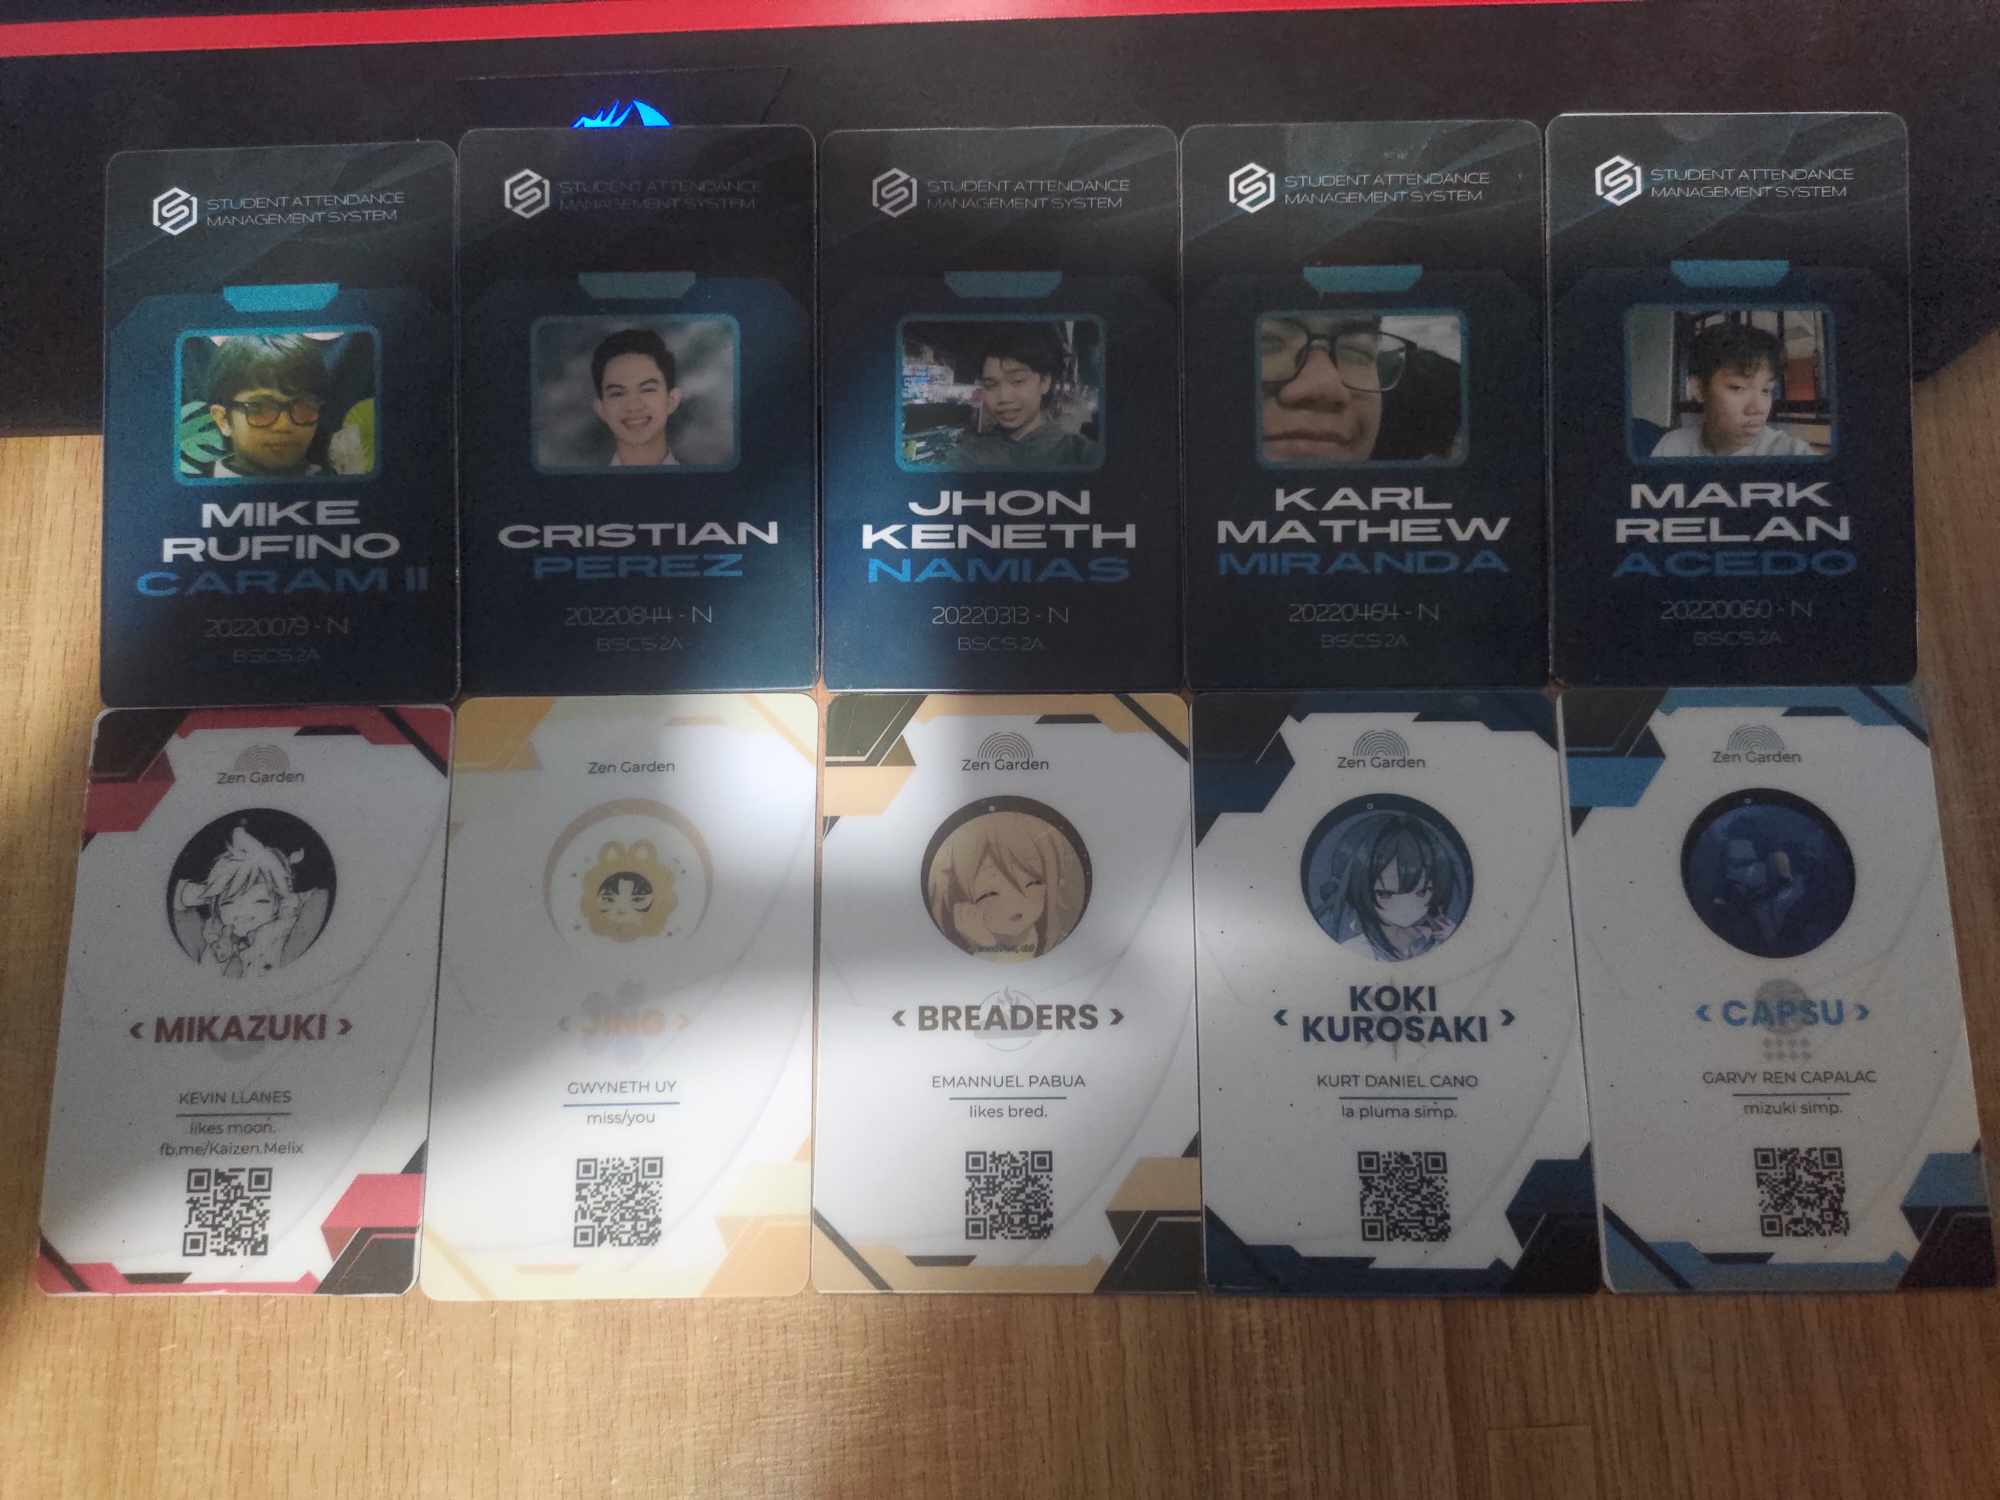 STUDENT ATTENDANCE
MANAGEMENT SYSTEM
MIKE
RUFINO
CARAM II
20220079 - N
BSCS 2A
STUDENT ATTENDANCE
MANAGEMENT SYSTEM
CRISTIAN
PEREZ
20220844 - N
BSCS 2A
STUDENT ATTENDANCE
MANAGEMENT SYSTEM
JHON
KENETH
NAMIAS
20220313 - N
BSCS 2A
STUDENT ATTENDANCE
MANAGEMENT SYSTEM
KARL
MATHEW
MIRANDA
20220464 - N
BSCS 2A
STUDENT ATTENDANCE
MANAGEMENT SYSTEM
MARK
RELAN
ACEDO
20220060 - N
BSCS 2A
Zen Garden
< MIKAZUKI >
KEVIN LLANES
likes moon.
fb.me/Kaizen.Melix
Zen Garden
< JING >
GWYNETH UY
miss/you
Zen Garden
< BREADERS >
EMANNUEL PABUA
likes bred.
Zen Garden
< KOKI
KUROSAKI >
KURT DANIEL CANO
la pluma simp.
Zen Garden
< CAPSU >
GARVY REN CAPALAC
mizuki simp.